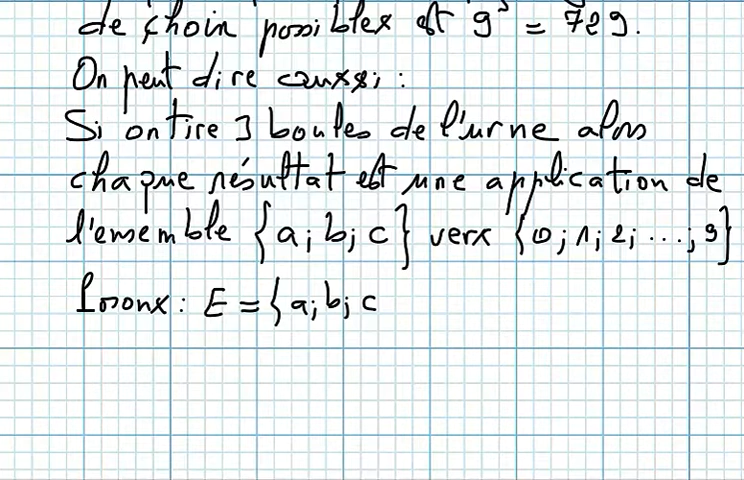 de choix possibles est 9³ = 729.
On peut dire aussi :
Si on tire 3 boules de l'urne alors
chaque résultat est une application de
l'ensemble {a; b; c} vers {0; 1; 2; ...; 9}
Posons : E = {a; b; c